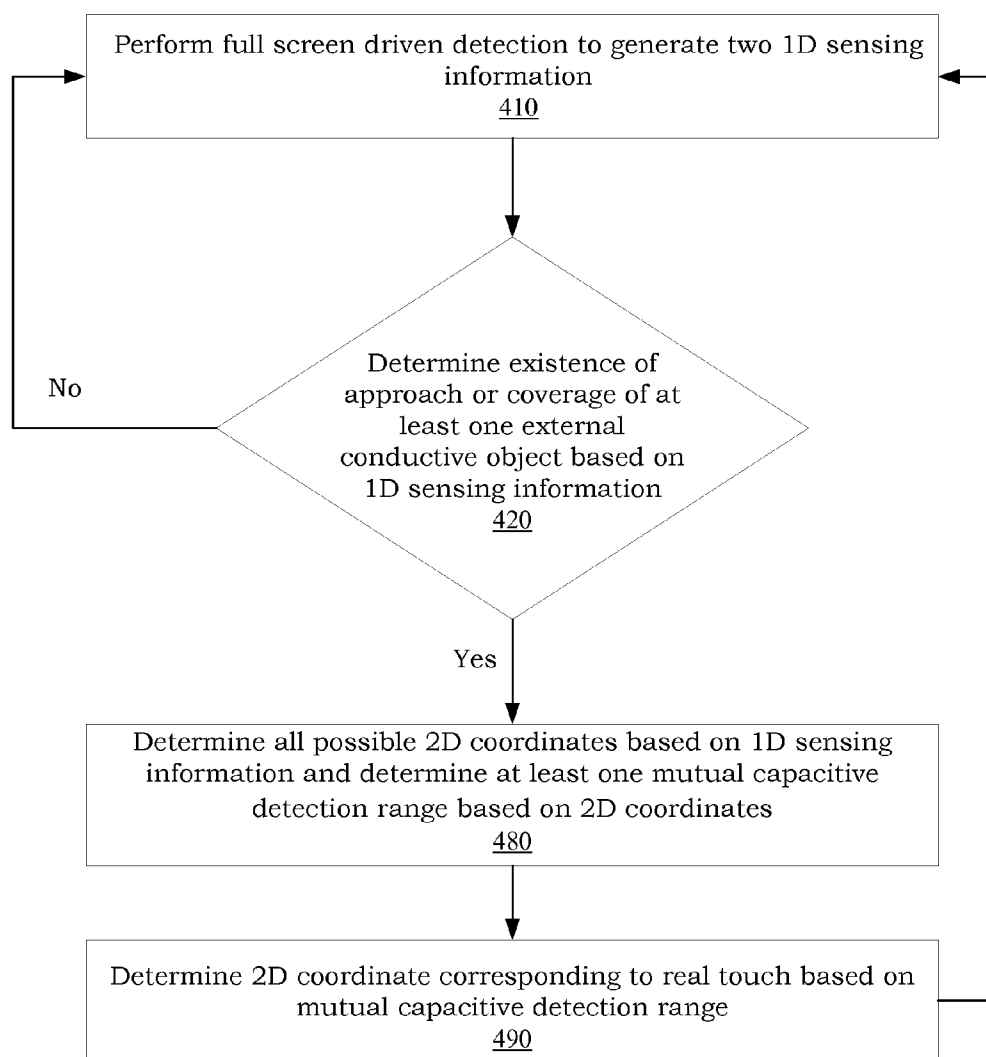 Perform full screen driven detection to generate two 1D sensing
information
410
Determine existence of
approach or coverage of at
least one external
conductive object based on
1D sensing information
420
No
Yes
Determine all possible 2D coordinates based on 1D sensing
information and determine at least one mutual capacitive
detection range based on 2D coordinates
480
Determine 2D coordinate corresponding to real touch based on
mutual capacitive detection range
490